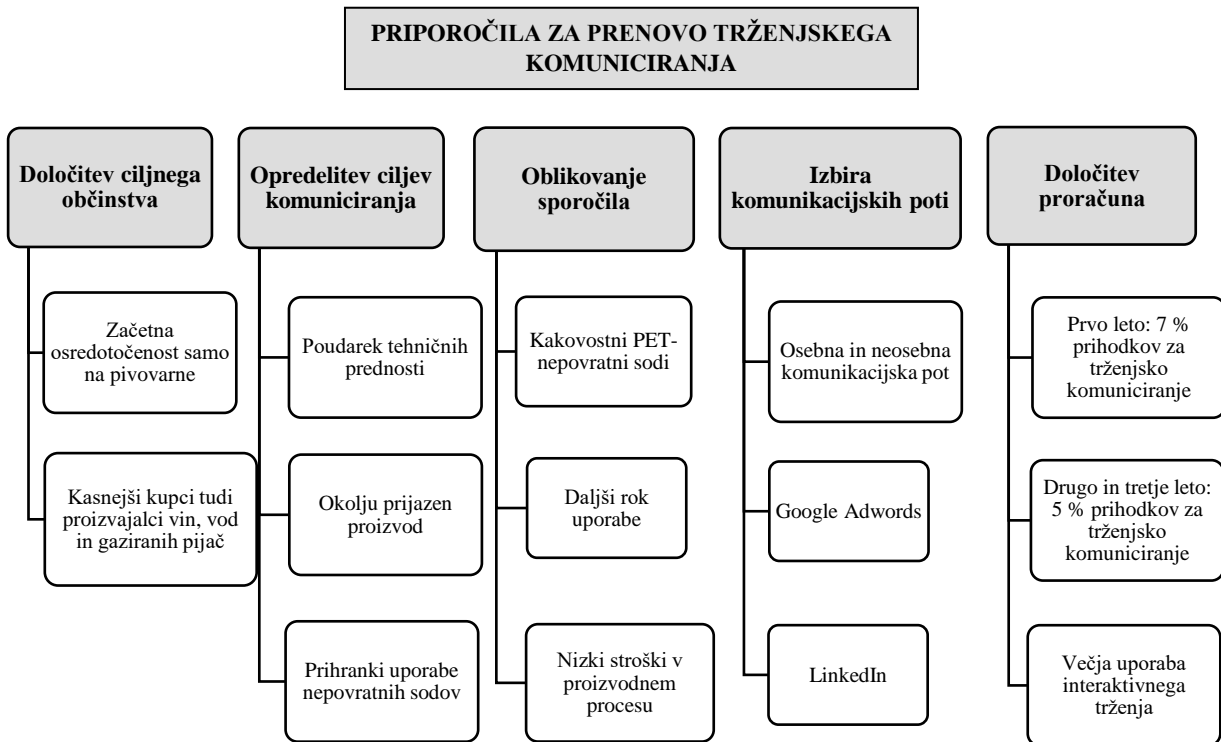 PRIPOROČILA ZA PRENOVO TRŽENJSKEGA
KOMUNICIRANJA
Določitev ciljnega
občinstva
Začetna
osredotočenost samo
na pivovarne
Kasnejši kupci tudi
proizvajalci vin, vod
in gaziranih pijač
Opredelitev ciljev
komuniciranja
Poudarek tehničnih
prednosti
Okolju prijazen
proizvod
Prihranki uporabe
nepovratnih sodov
Oblikovanje
sporočila
Kakovostni PET-
nepovratni sodi
Daljši rok
uporabe
Nizki stroški v
proizvodnem
procesu
Izbira
komunikacijskih poti
Osebna in neosebna
komunikacijska pot
Google Adwords
LinkedIn
Določitev
proračuna
Prvo leto: 7 %
prihodkov za
trženjsko
komuniciranje
Drugo in tretje leto:
5 % prihodkov za
trženjsko
komuniciranje
Večja uporaba
interaktivnega
trženja